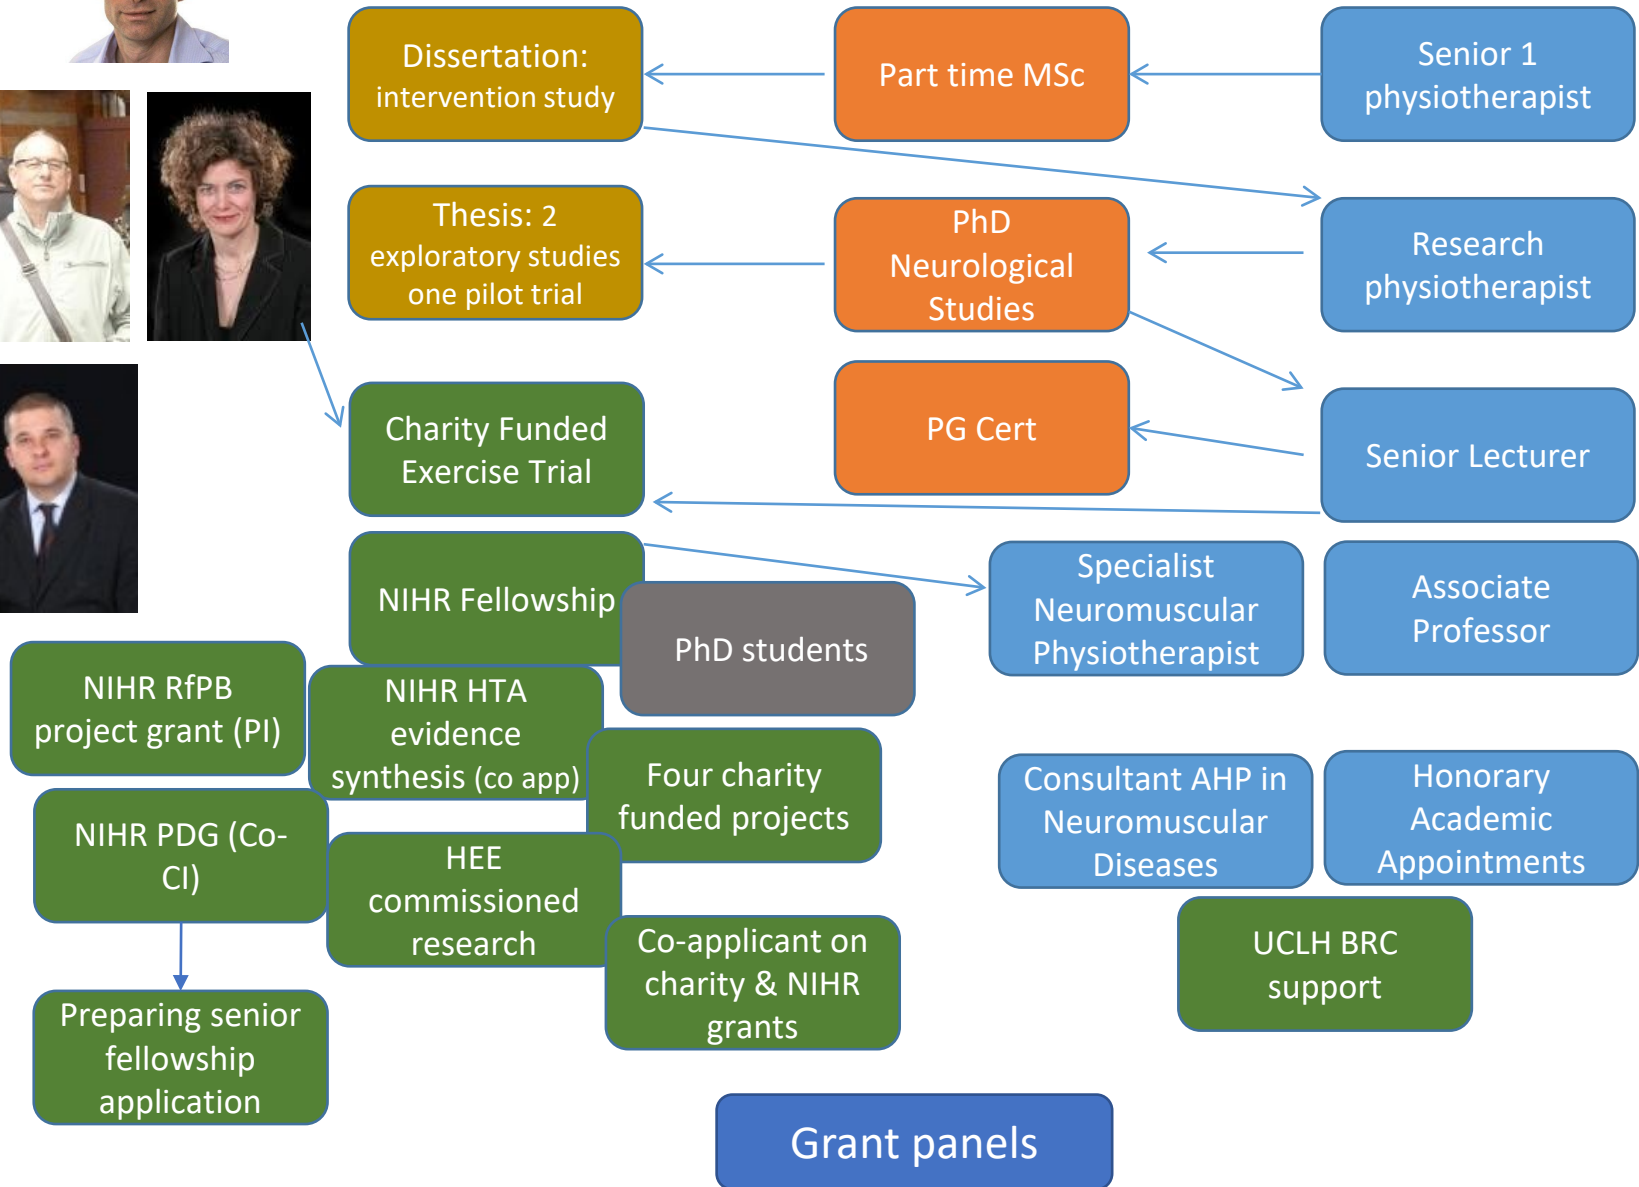 Dissertation:
intervention study
Part time MSc
Senior 1
physiotherapist
Thesis: 2
exploratory studies
one pilot trial
PhD
Neurological
Studies
Research
physiotherapist
Charity Funded
Exercise Trial
PG Cert
Senior Lecturer
NIHR Fellowship
PhD students
Specialist
Neuromuscular
Physiotherapist
Associate
Professor
NIHR RfPB
project grant (PI)
NIHR HTA
evidence
synthesis (co app)
Four charity
funded projects
Consultant AHP in
Neuromuscular
Diseases
Honorary
Academic
Appointments
NIHR PDG (Co-
CI)
HEE
commissioned
research
Co-applicant on
charity & NIHR
grants
UCLH BRC
support
Preparing senior
fellowship
application
Grant panels